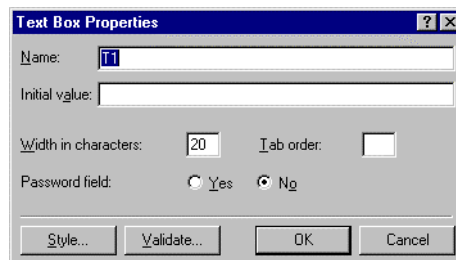 Text Box Properties
Name: T1
Initial value:
Width in characters: 20 Tab order:
Password field: Yes No
Style... Validate... OK Cancel